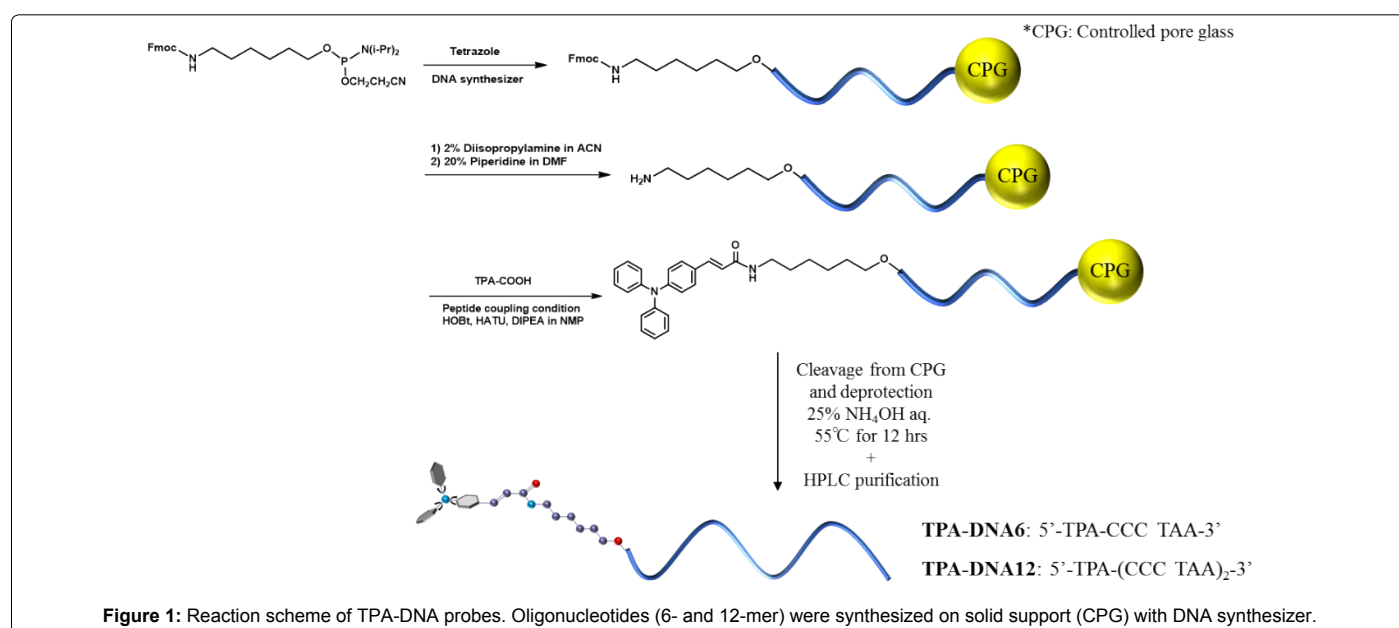 *CPG: Controlled pore glass
Fmoc
N
H
O
P
N(i-Pr)₂
OCH₂CH₂CN
Tetrazole
DNA synthesizer
Fmoc
N
H
O
CPG
1) 2% Diisopropylamine in ACN
2) 20% Piperidine in DMF
H₂N
O
CPG
TPA-COOH
Peptide coupling condition
HOBt, HATU, DIPEA in NMP
N
O
N
H
O
CPG
Cleavage from CPG
and deprotection
25% NH₄OH aq.
55℃ for 12 hrs
+
HPLC purification
TPA-DNA6: 5’-TPA-CCC TAA-3’
TPA-DNA12: 5’-TPA-(CCC TAA)₂-3’
Figure 1: Reaction scheme of TPA-DNA probes. Oligonucleotides (6- and 12-mer) were synthesized on solid support (CPG) with DNA synthesizer.